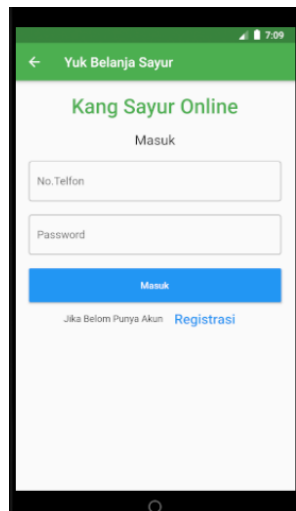 7:09
Yuk Belanja Sayur
Kang Sayur Online
Masuk
No.Telfon
Password
Masuk
Jika Belom Punya Akun Registrasi